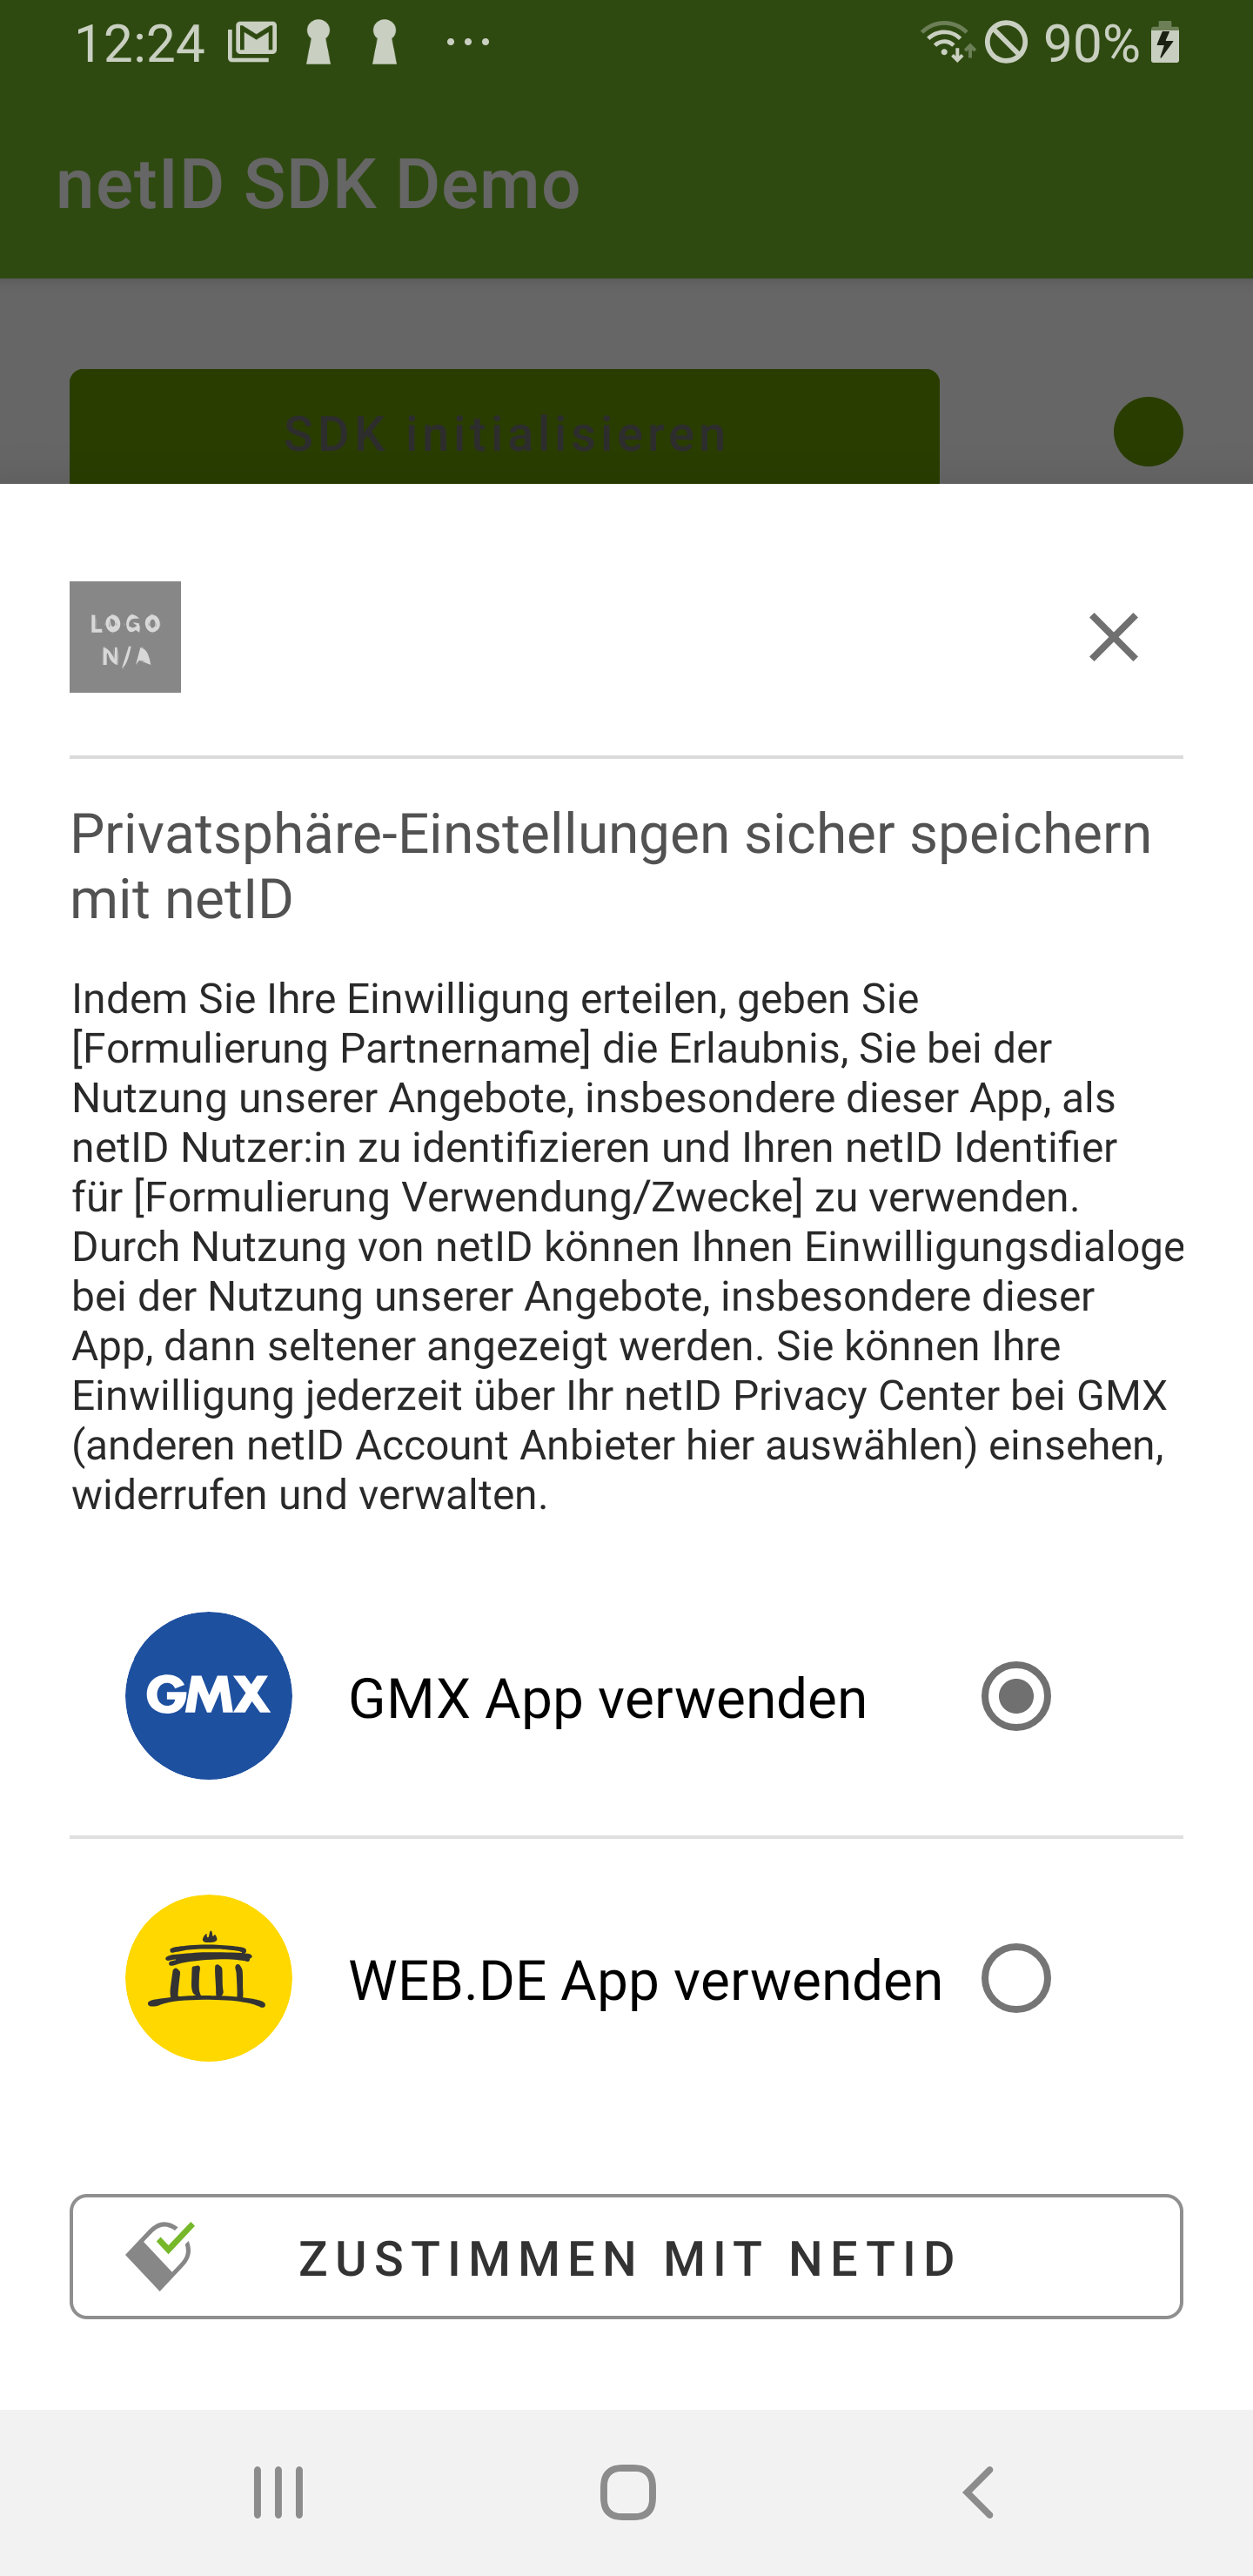 12:24
90%
netID SDK Demo
SDK initialisieren
LOGO
N/A
Privatsphäre-Einstellungen sicher speichern
mit netID
Indem Sie Ihre Einwilligung erteilen, geben Sie
[Formulierung Partnername] die Erlaubnis, Sie bei der
Nutzung unserer Angebote, insbesondere dieser App, als
netID Nutzer:in zu identifizieren und Ihren netID Identifier
für [Formulierung Verwendung/Zwecke] zu verwenden.
Durch Nutzung von netID können Ihnen Einwilligungsdialoge
bei der Nutzung unserer Angebote, insbesondere dieser
App, dann seltener angezeigt werden. Sie können Ihre
Einwilligung jederzeit über Ihr netID Privacy Center bei GMX
(anderen netID Account Anbieter hier auswählen) einsehen,
widerrufen und verwalten.
GMX
GMX App verwenden
WEB.DE App verwenden
ZUSTIMMEN MIT NETID